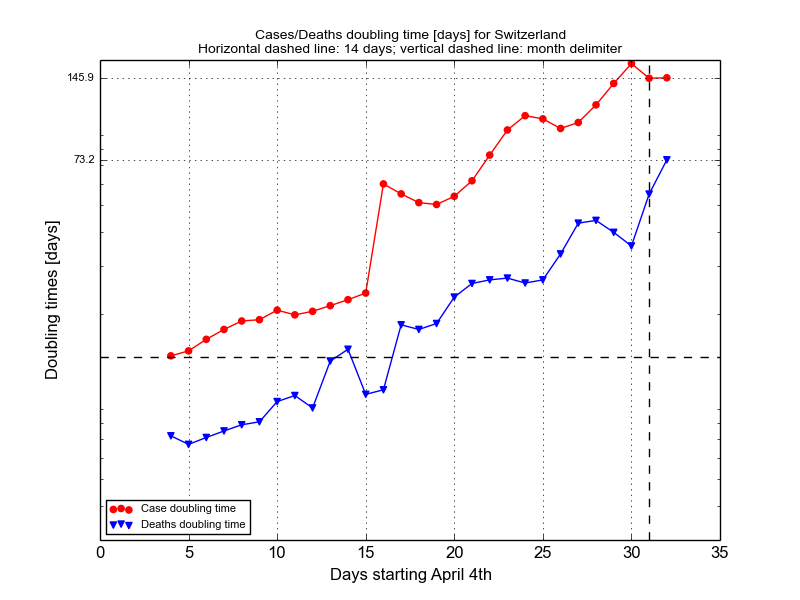 Cases/Deaths doubling time [days] for Switzerland
Horizontal dashed line: 14 days; vertical dashed line: month delimiter
145.9
73.2
Doubling times [days]
Case doubling time
Deaths doubling time
0 5 10 15 20 25 30 35
Days starting April 4th